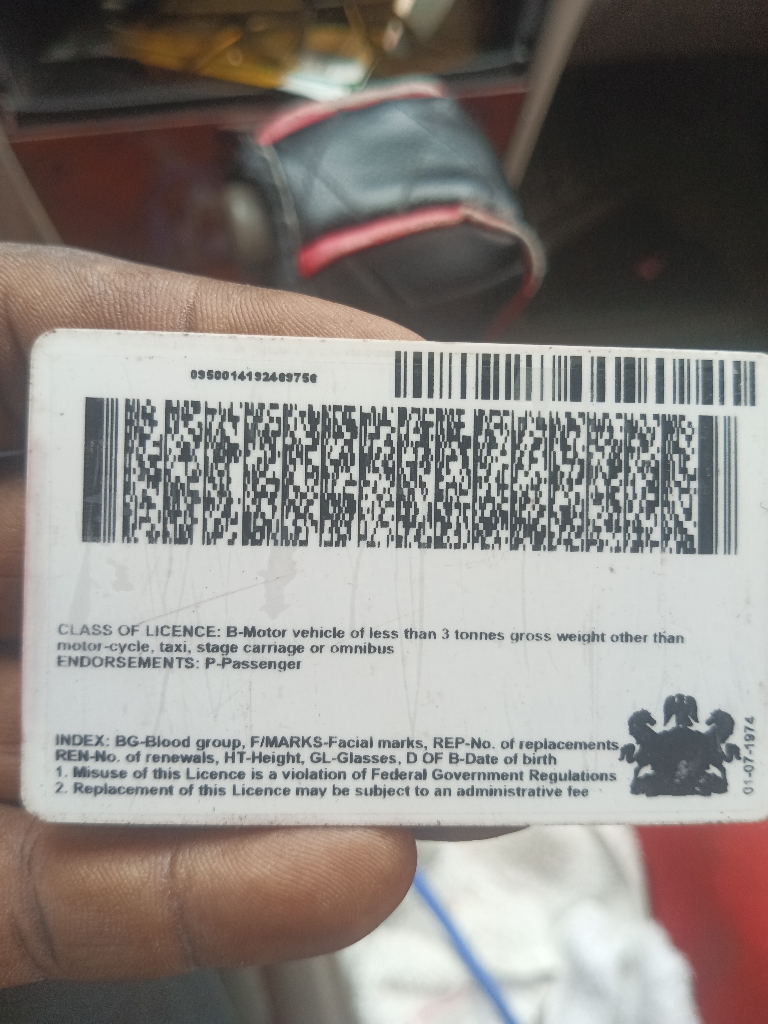 0950014192469756
CLASS OF LICENCE: B-Motor vehicle of less than 3 tonnes gross weight other than
motor-cycle, taxi, stage carriage or omnibus
ENDORSEMENTS: P-Passenger
INDEX: BG-Blood group, F/MARKS-Facial marks, REP-No. of replacements,
REN-No. of renewals, HT-Height, GL-Glasses, D OF B-Date of birth
1. Misuse of this Licence is a violation of Federal Government Regulations
2. Replacement of this Licence may be subject to an administrative fee
01-07-1974